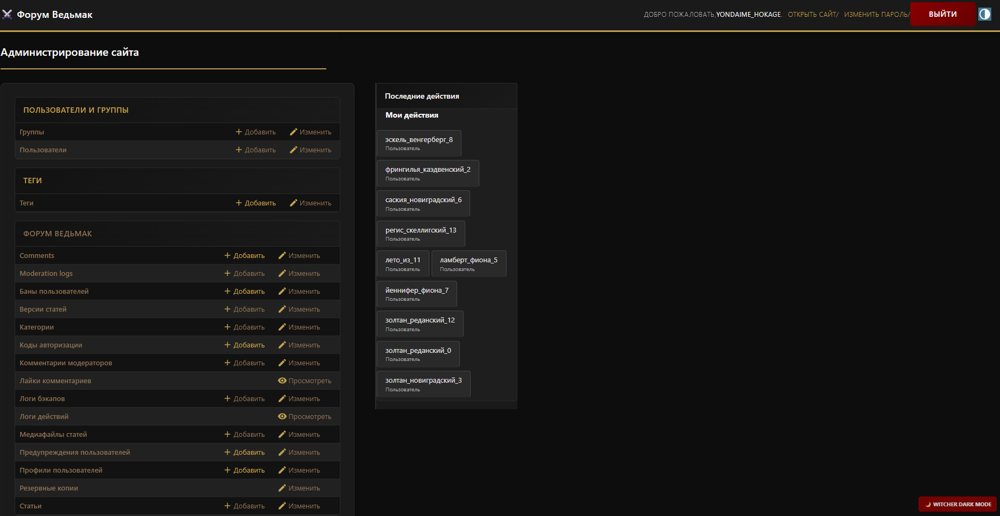 Форум Ведьмак
ДОБРО ПОЖАЛОВАТЬ,YONDAIME_HOKAGE. ОТКРЫТЬ САЙТ/ ИЗМЕНИТЬ ПАРОЛЬ/ ВЫЙТИ
Администрирование сайта
ПОЛЬЗОВАТЕЛИ И ГРУППЫ
Группы Добавить Изменить
Пользователи Добавить Изменить
ТЕГИ
Теги Добавить Изменить
ФОРУМ ВЕДЬМАК
Comments Добавить Изменить
Moderation logs Добавить Изменить
Баны пользователей Добавить Изменить
Версии статей Добавить Изменить
Категории Добавить Изменить
Коды авторизации Добавить Изменить
Комментарии модераторов Добавить Изменить
Лайки комментариев Просмотреть
Логи бэкапов Добавить Изменить
Логи действий Просмотреть
Медиафайлы статей Добавить Изменить
Предупреждения пользователей Добавить Изменить
Профили пользователей Добавить Изменить
Резервные копии Изменить
Статьи Добавить Изменить
Последние действия
Мои действия
эскель_венгерберг_8
Пользователь
фрингилья_каэдвенский_2
Пользователь
саския_новиградский_6
Пользователь
регис_скеллигский_13
Пользователь
лето_из_11 ламберт_фиона_5
Пользователь Пользователь
йеннифер_фиона_7
Пользователь
золтан_реданский_12
Пользователь
золтан_реданский_0
Пользователь
золтан_новиградский_3
Пользователь
WITCHER DARK MODE